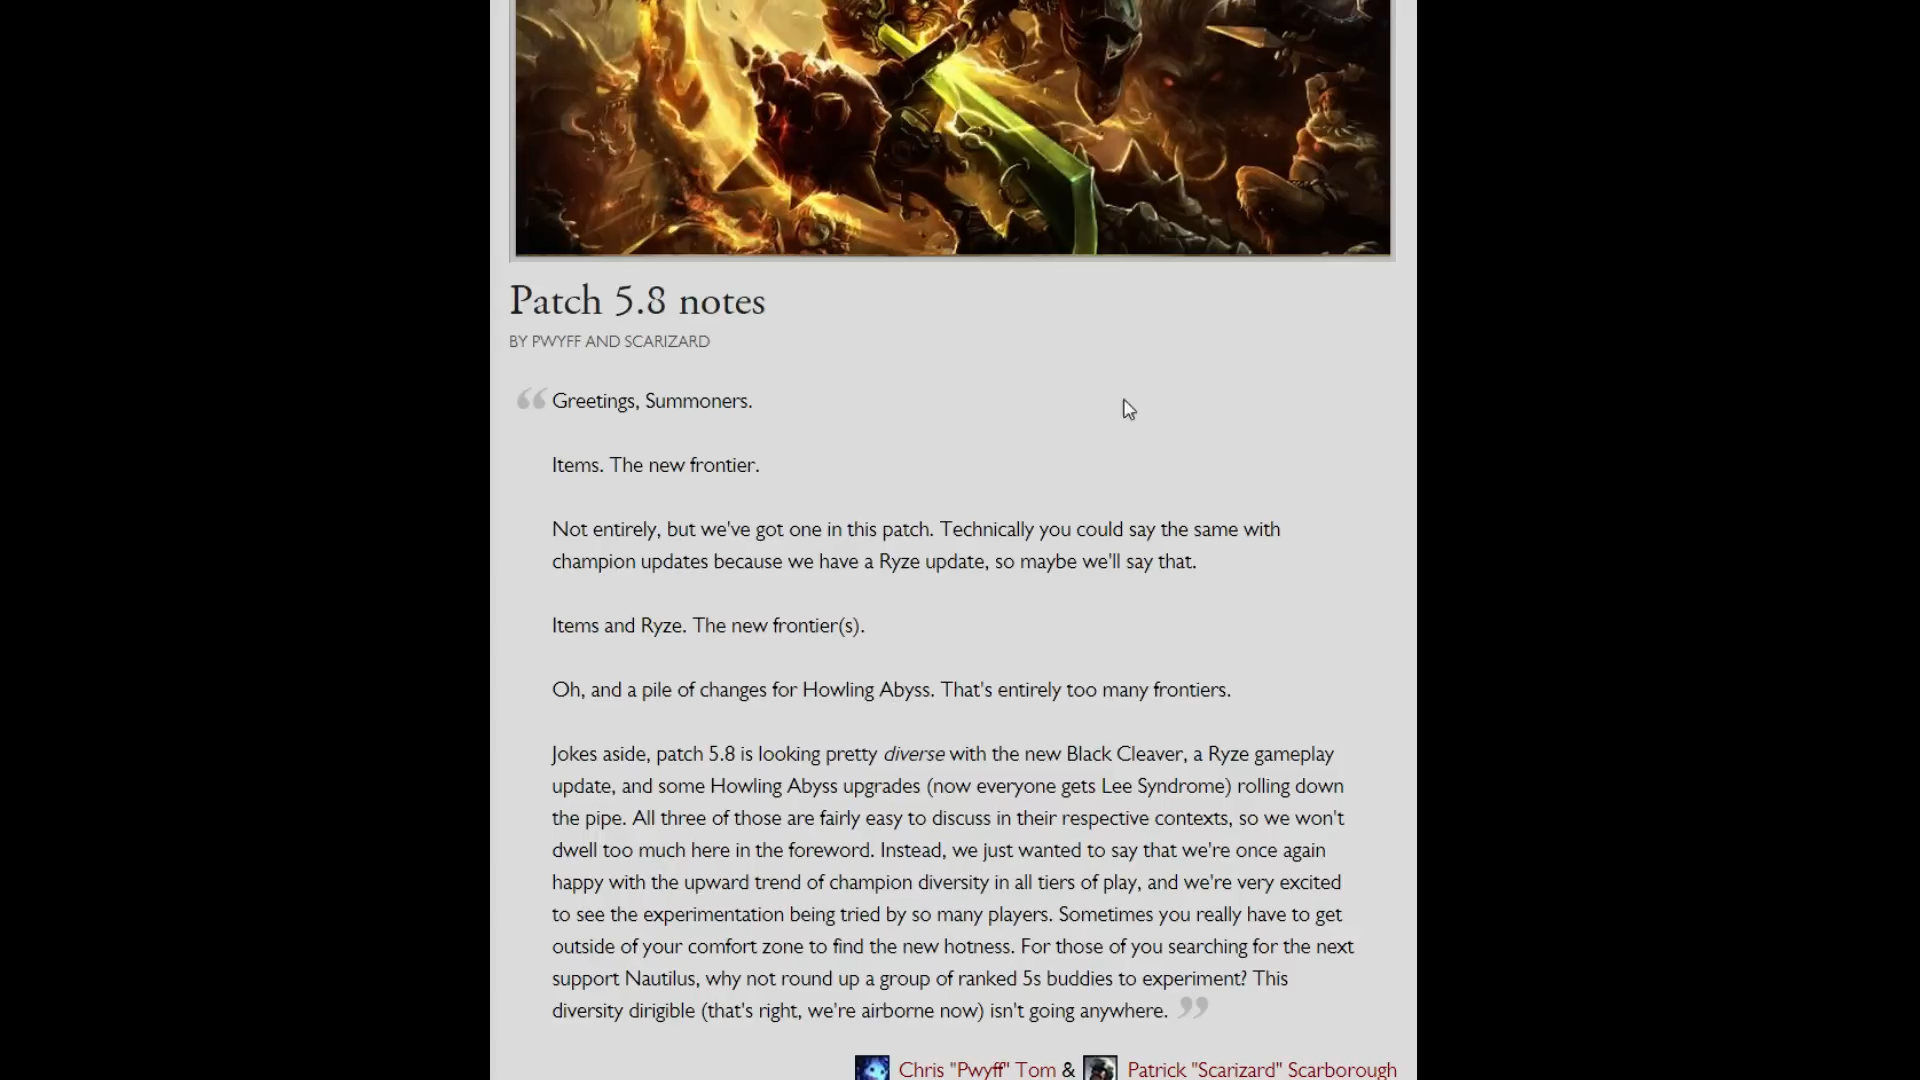 Patch 5.8 notes
BY PWYFF AND SCARIZARD
“ Greetings, Summoners.
Items. The new frontier.
Not entirely, but we've got one in this patch. Technically you could say the same with
champion updates because we have a Ryze update, so maybe we'll say that.
Items and Ryze. The new frontier(s).
Oh, and a pile of changes for Howling Abyss. That's entirely too many frontiers.
Jokes aside, patch 5.8 is looking pretty diverse with the new Black Cleaver, a Ryze gameplay
update, and some Howling Abyss upgrades (now everyone gets Lee Syndrome) rolling down
the pipe. All three of those are fairly easy to discuss in their respective contexts, so we won't
dwell too much here in the foreword. Instead, we just wanted to say that we're once again
happy with the upward trend of champion diversity in all tiers of play, and we're very excited
to see the experimentation being tried by so many players. Sometimes you really have to get
outside of your comfort zone to find the new hotness. For those of you searching for the next
support Nautilus, why not round up a group of ranked 5s buddies to experiment? This
diversity dirigible (that's right, we're airborne now) isn't going anywhere. ”
Chris "Pwyff" Tom & Patrick "Scarizard" Scarborough